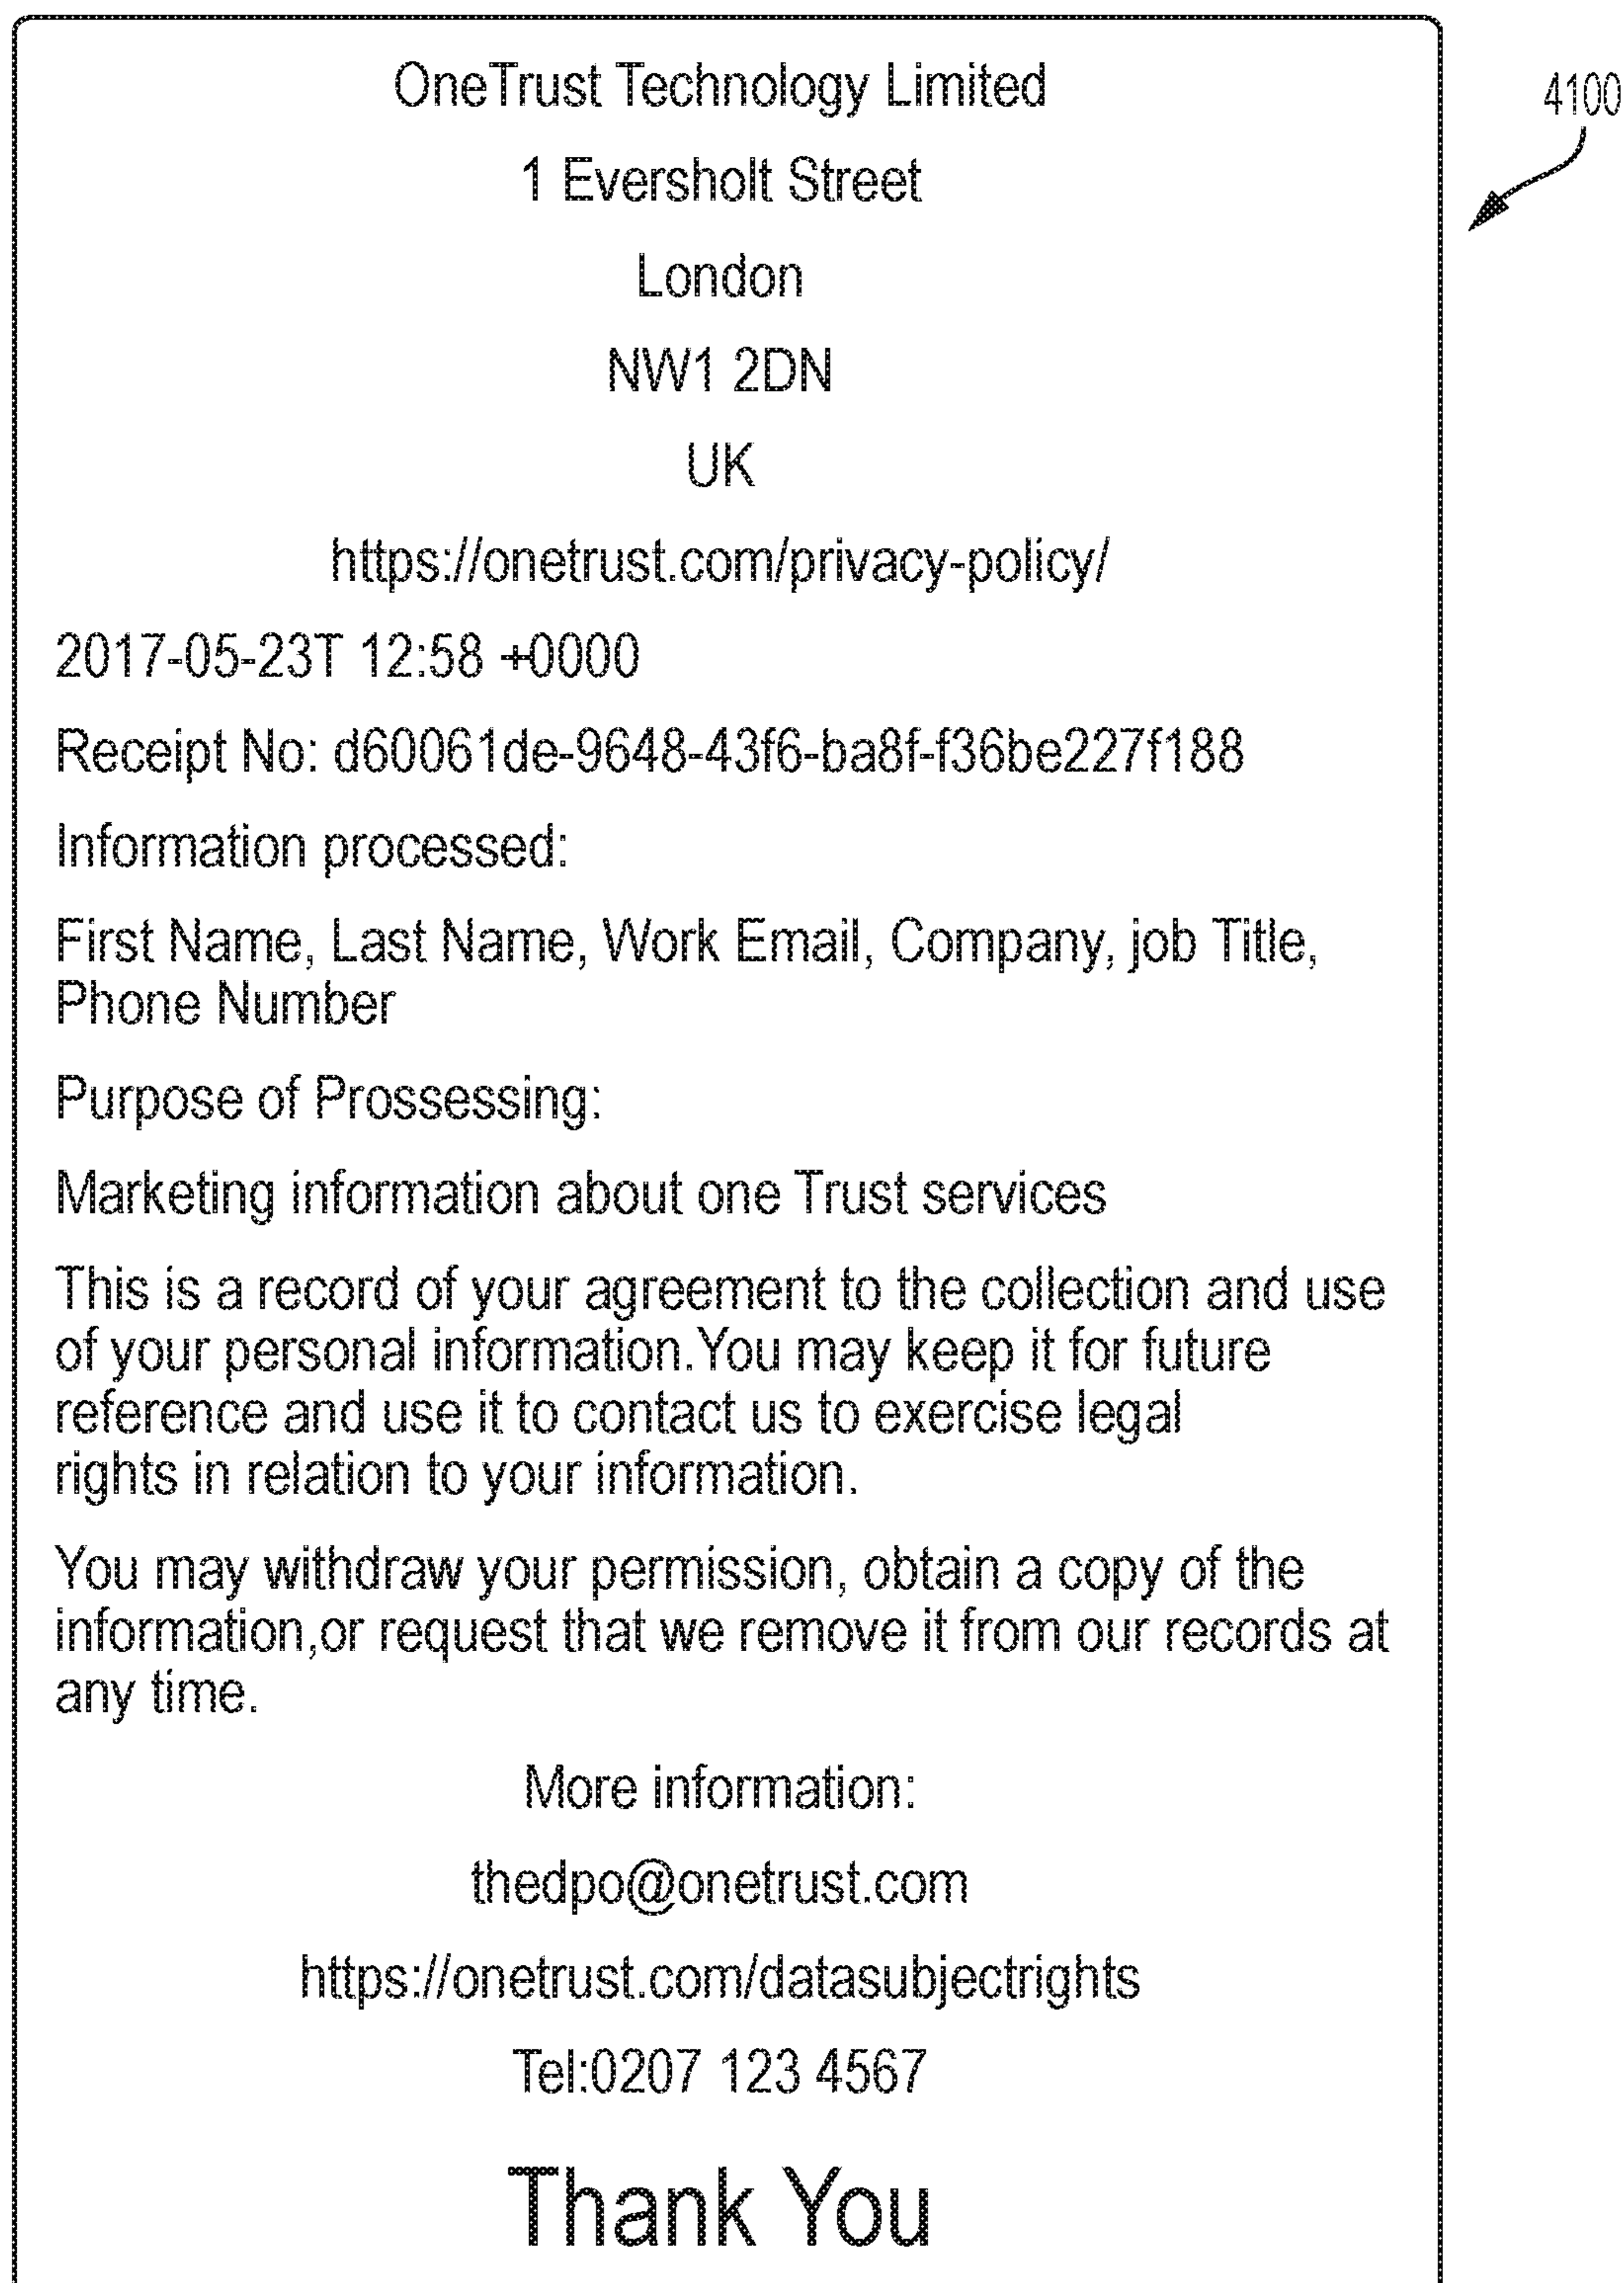 OneTrust Technology Limited
4100
1 Eversholt Street
London
NW1 2DN
UK
https://onetrust.com/privacy-policy/
2017-05-23T 12:58 +0000
Receipt No: d60061de-9648-43f6-ba8f-f36be227f188
Information processed:
First Name, Last Name, Work Email, Company, job Title,
Phone Number
Purpose of Prossessing:
Marketing information about one Trust services
This is a record of your agreement to the collection and use
of your personal information.You may keep it for future
reference and use it to contact us to exercise legal
rights in relation to your information.
You may withdraw your permission, obtain a copy of the
information,or request that we remove it from our records at
any time.
More information:
thedpo@onetrust.com
https://onetrust.com/datasubjectrights
Tel:0207 123 4567
Thank You